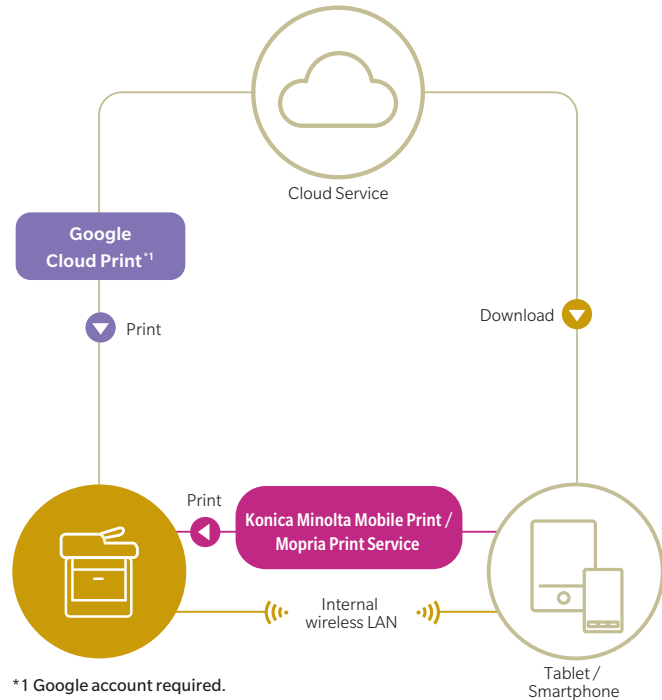 Cloud Service
Google
Cloud Print*1
Print
Download
Print
Konica Minolta Mobile Print /
Mopria Print Service
Internal
wireless LAN
Tablet /
Smartphone
*1 Google account required.